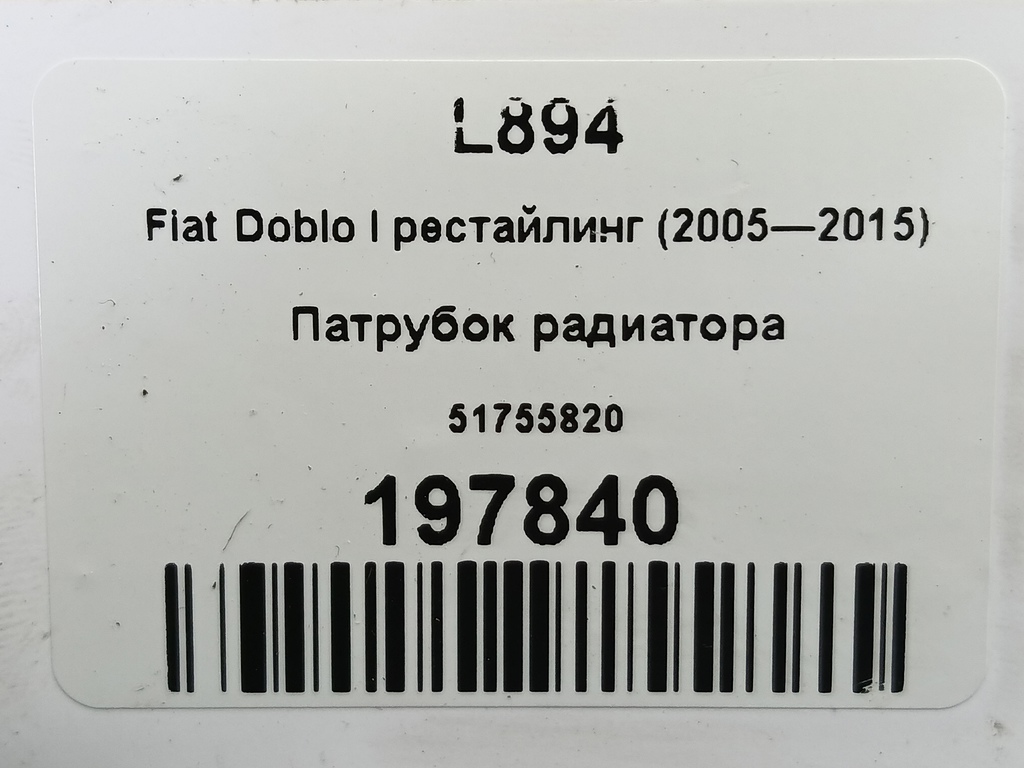 L894
Fiat Doblo I рестайлинг (2005—2015)
Патрубок радиатора
51755820
197840